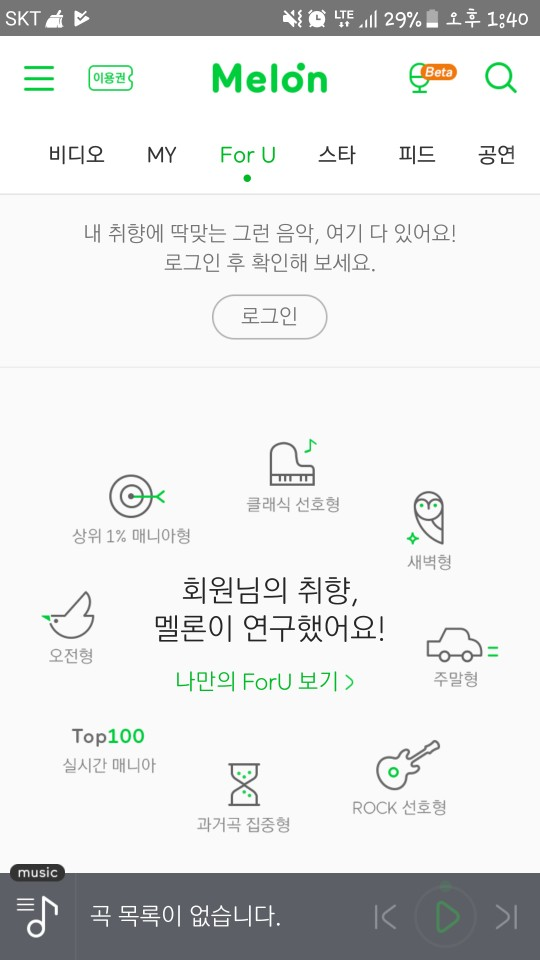 SKT LTE 29% 오후 1:40
이용권 Melon Beta
비디오 MY For U 스타 피드 공연
내 취향에 딱맞는 그런 음악, 여기 다 있어요!
로그인 후 확인해 보세요.
로그인
클래식 선호형
상위 1% 매니아형
새벽형
회원님의 취향,
멜론이 연구했어요!
오전형
나만의 ForU 보기 >
주말형
Top100
실시간 매니아
ROCK 선호형
과거곡 집중형
music
곡 목록이 없습니다.